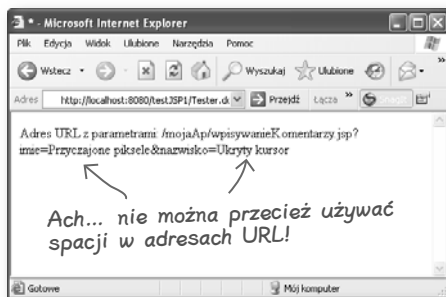 * - Microsoft Internet Explorer
Plik Edycja Widok Ulubione Narzędzia Pomoc
Wstecz Wyszukaj Ulubione
Adres http://localhost:8080/testJSP1/Tester.do Przejdź Łącza
Adres URL z parametrami: /mojaAp/wpisywanieKomentarzy.jsp?
imie=Przyczajone piksele&nazwisko=Ukryty kursor
Ach... nie można przecież używać
spacji w adresach URL!
Gotowe Mój komputer